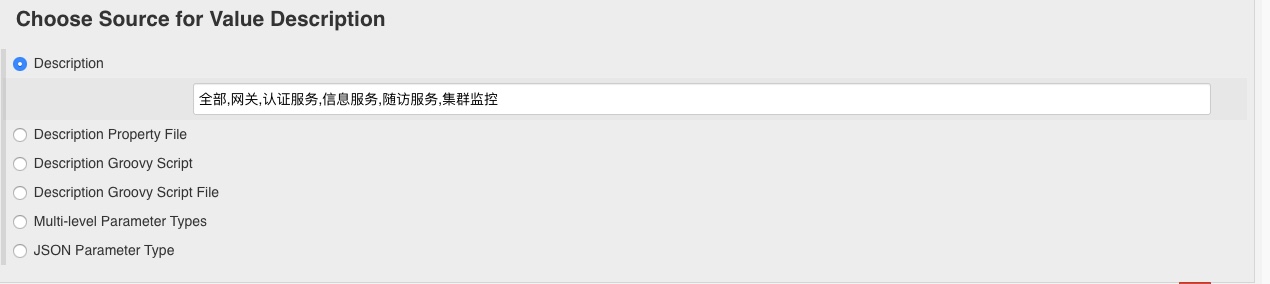 Choose Source for Value Description
Description
全部,网关,认证服务,信息服务,随访服务,集群监控
Description Property File
Description Groovy Script
Description Groovy Script File
Multi-level Parameter Types
JSON Parameter Type